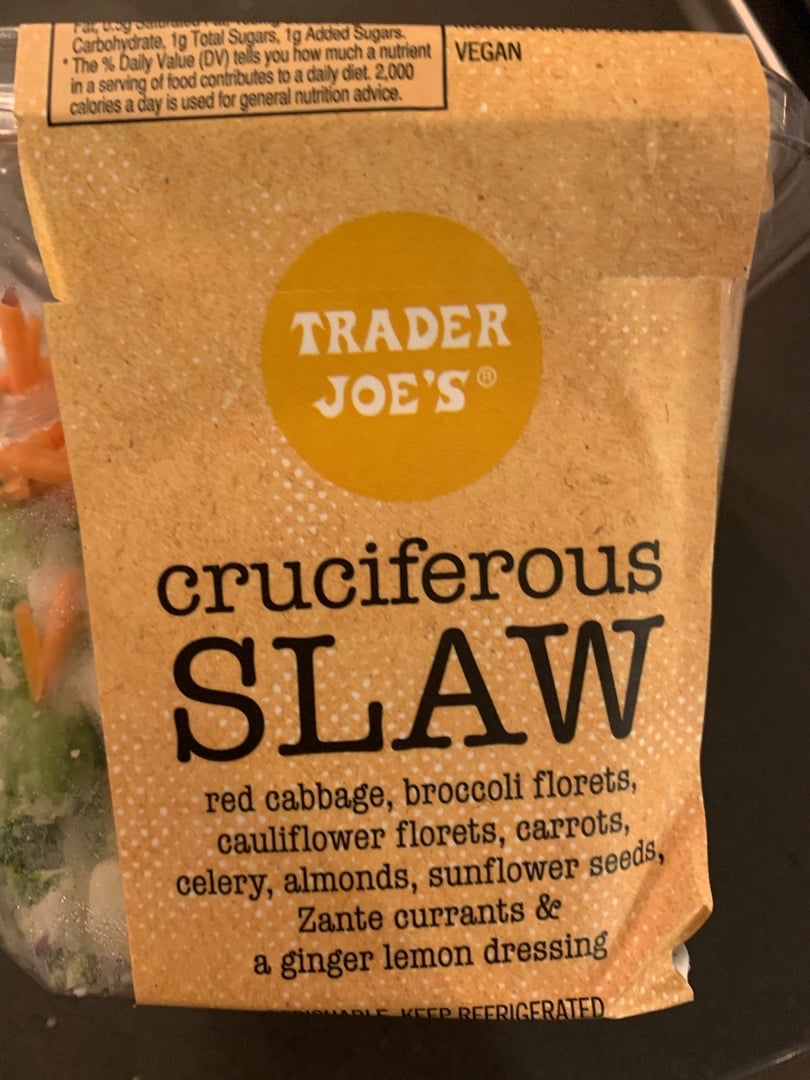 Carbohydrate, 1g Total Sugars, 1g Added Sugars.
* The % Daily Value (DV) tells you how much a nutrient
in a serving of food contributes to a daily diet. 2,000
calories a day is used for general nutrition advice.
VEGAN
TRADER
JOE'S®
cruciferous
SLAW
red cabbage, broccoli florets,
cauliflower florets, carrots,
celery, almonds, sunflower seeds,
Zante currants &
a ginger lemon dressing
KEEP REFRIGERATED